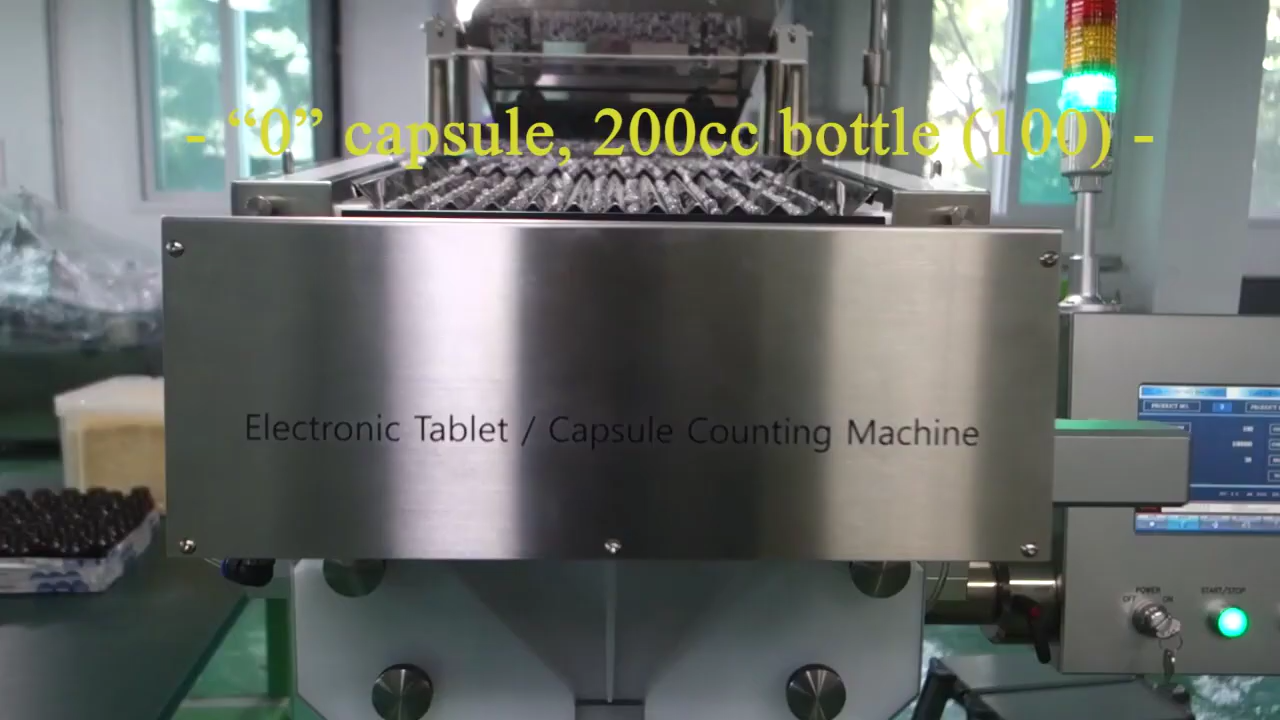 - “0” capsule, 200cc bottle (100) -
Electronic Tablet / Capsule Counting Machine
PRODUCT NO.
POWER
OFF ON
START/STOP